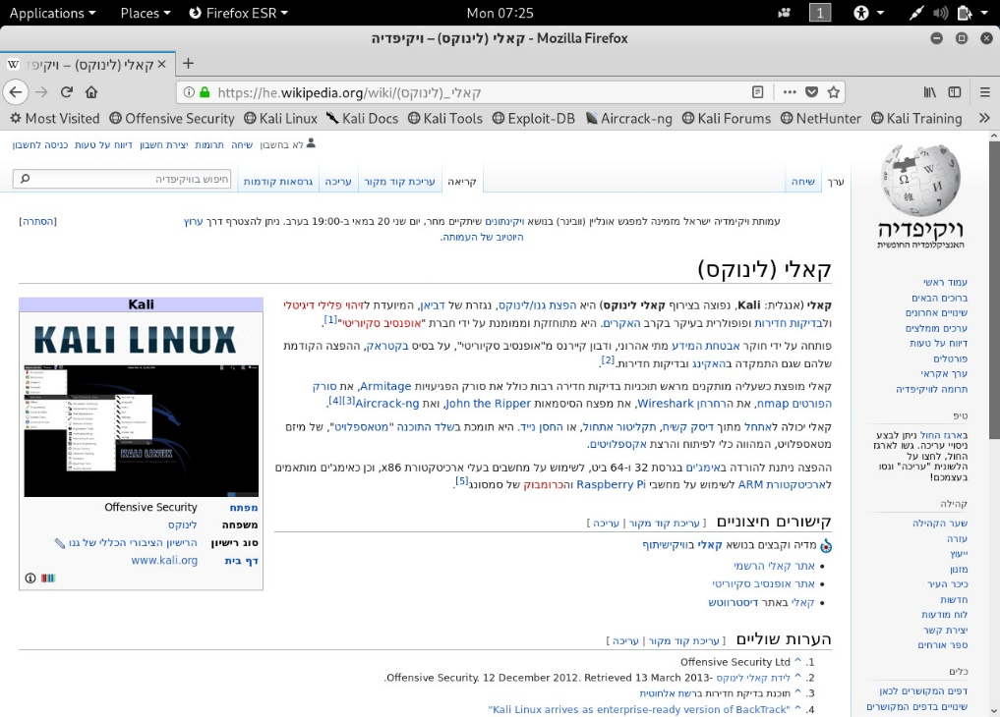 Applications Places Firefox ESR Mon 07:25 1
קאלי (לינוקס) – ויקיפדיה - Mozilla Firefox
קאלי (לינוקס) – ויקיפד
https://he.wikipedia.org/wiki/קאלי_(לינוקס)
Most Visited Offensive Security Kali Linux Kali Docs Kali Tools Exploit-DB Aircrack-ng Kali Forums NetHunter Kali Training
לא בחשבון שיחה תרומות יצירת חשבון דיווח על טעות כניסה לחשבון
ערך שיחה קריאה עריכת קוד מקור עריכה גרסאות קודמות חיפוש בוויקיפדיה
ויקיפדיה
האנציקלופדיה החופשית
עמותת ויקימדיה ישראל מזמינה למפגש אונליין (וובינר) בנושא ויקינתונים שיתקיים מחר, יום שני 20 במאי ב-19:00 בערב. ניתן להצטרף דרך ערוץ [הסתרה]
היוטיוב של העמותה.
קאלי (לינוקס)
קאלי (אנגלית: Kali, נפוצה בצירוף קאלי לינוקס) היא הפצת גנו/לינוקס, נגזרת של דביאן, המיועדת לזיהוי פלילי דיגיטלי
ולבדיקות חדירות ופופולרית בעיקר בקרב האקרים. היא מתוחזקת וממומנת על ידי חברת "אופנסיב סקיוריטי"[1].
פותחה על ידי חוקר אבטחת המידע מתי אהרוני, ודבון קיירנס מ"אופנסיב סקיוריטי", על בסיס בקטראק, ההפצה הקודמת
שלהם שגם התמקדה בהאקינג ובדיקות חדירות.[2]
קאלי מופצת כשעליה מותקנים מראש תוכניות בדיקות חדירה רבות כולל את סורק הפגיעויות Armitage, את סורק
הפורטים nmap, את הרחרחן Wireshark, את מפצח הסיסמאות John the Ripper, ואת Aircrack-ng[3][4].
קאלי יכולה לאתחל מתוך דיסק קשיח, תקליטור אתחול, או החסן נייד. היא תומכת בשלד התוכנה "מטאספלויט", של מיזם
מטאספלויט, המהווה כלי לפיתוח והרצת אקספלויטים.
ההפצה ניתנת להורדה באימג'ים בגרסת 32 ו-64 ביט, לשימוש על מחשבים בעלי ארכיטקטורת x86, וכן כאימג'ים מותאמים
לארכיטקטורת ARM לשימוש על מחשבי Raspberry Pi והכרומבוק של סמסונג[5].
Kali
KALI LINUX
KALI LINUX
מפתח Offensive Security
משפחה לינוקס
סוג רישיון הרישיון הציבורי הכללי של גנו
דף בית www.kali.org
קישורים חיצוניים [ עריכת קוד מקור | עריכה ]
מדיה וקבצים בנושא קאלי בוויקישיתוף
אתר קאלי הרשמי
אתר אופנסיב סקיוריטי
קאלי באתר דיסטרווטש
הערות שוליים [ עריכת קוד מקור | עריכה ]
1. ^ Offensive Security Ltd
2. ^ לידת קאלי לינוקס -Offensive Security. 12 December 2012. Retrieved 13 March 2013.
3. ^ תוכנת בדיקת חדירות ברשת אלחוטית
4. ^ "Kali Linux arrives as enterprise-ready version of BackTrack"
עמוד ראשי
ברוכים הבאים
שינויים אחרונים
ערכים מומלצים
דיווח על טעות
פורטלים
ערך אקראי
תרומה לוויקיפדיה
טיפ
בארגז החול ניתן לבצע
ניסויי עריכה. גשו לארגז
החול, לחצו על
הלשונית "עריכה" ונסו
בעצמכם!
קהילה
שער הקהילה
עזרה
ייעוץ
מזנון
כיכר העיר
חדשות
לוח מודעות
יצירת קשר
ספר אורחים
כלים
דפים המקושרים לכאן
שינויים בדפים המקושרים